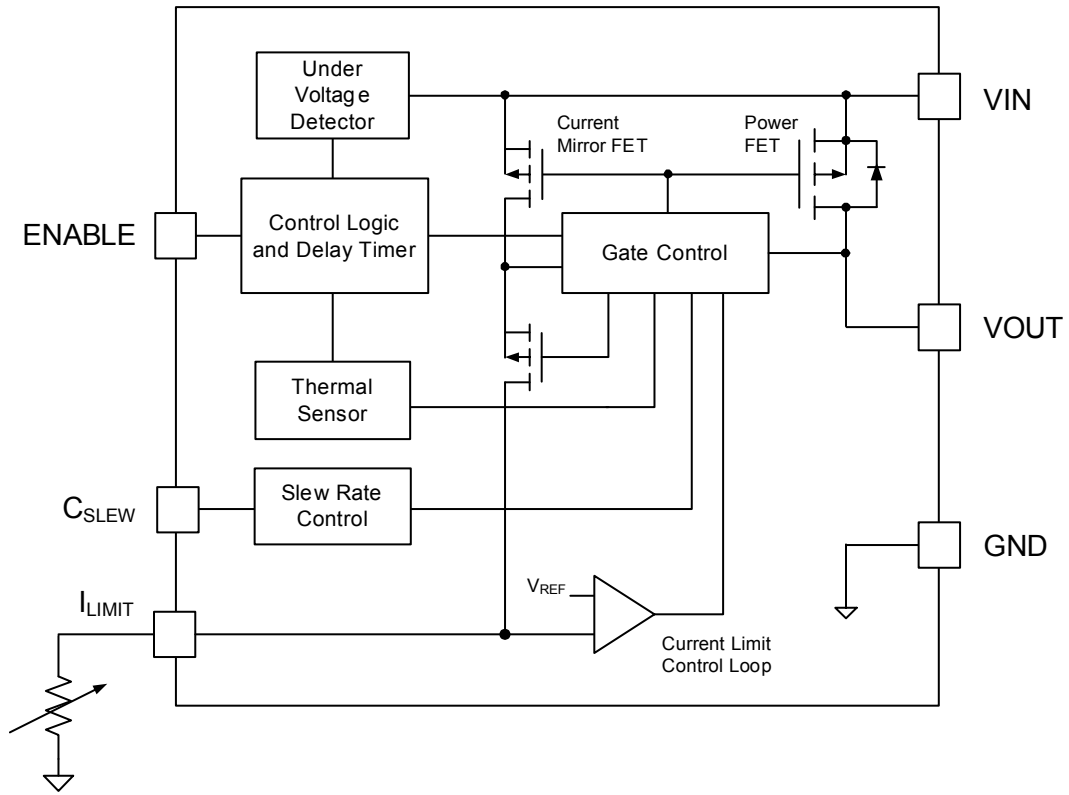 Under
Voltage
Detector
VIN
Current
Mirror FET
Power
FET
ENABLE
Control Logic
and Delay Timer
Gate Control
VOUT
Thermal
Sensor
CSLEW
Slew Rate
Control
GND
ILIMIT
VREF
Current Limit
Control Loop